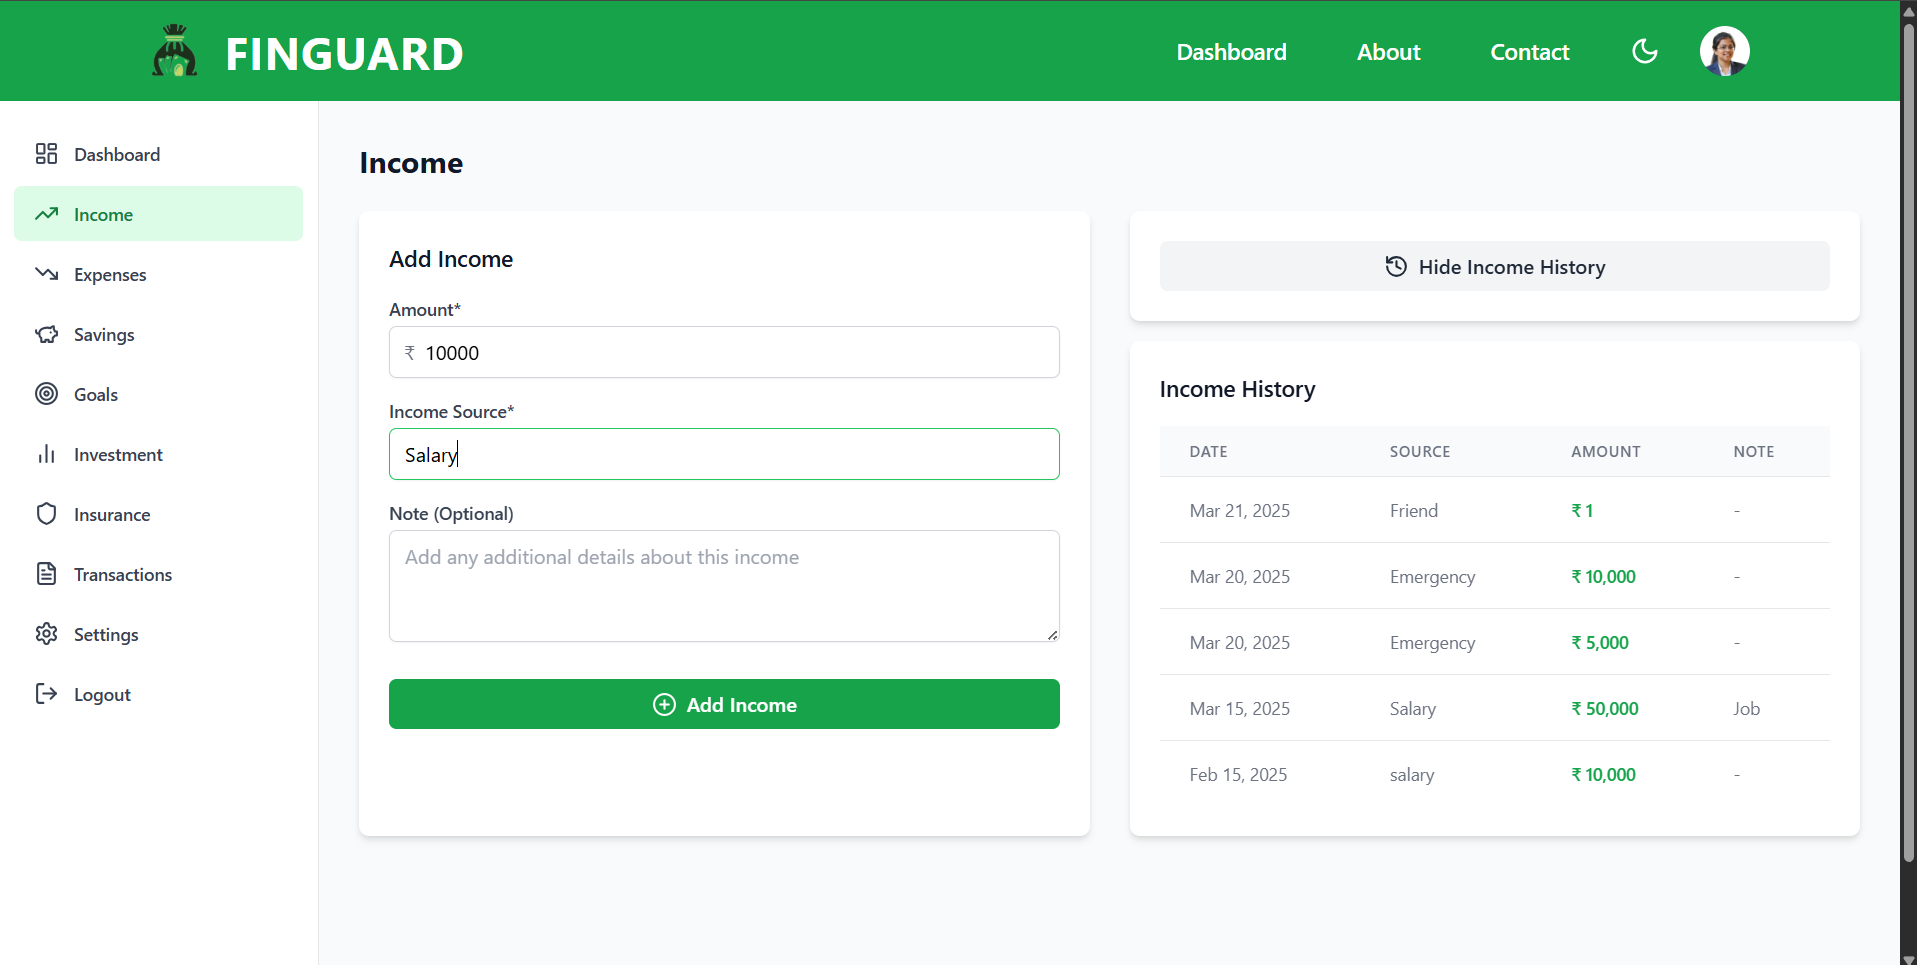 FINGUARD
Dashboard About Contact
Dashboard
Income
Expenses
Savings
Goals
Investment
Insurance
Transactions
Settings
Logout
Income
Add Income
Amount*
₹ 10000
Income Source*
Salary
Note (Optional)
Add any additional details about this income
Add Income
Hide Income History
Income History
DATE SOURCE AMOUNT NOTE
Mar 21, 2025 Friend ₹ 1 -
Mar 20, 2025 Emergency ₹ 10,000 -
Mar 20, 2025 Emergency ₹ 5,000 -
Mar 15, 2025 Salary ₹ 50,000 Job
Feb 15, 2025 salary ₹ 10,000 -